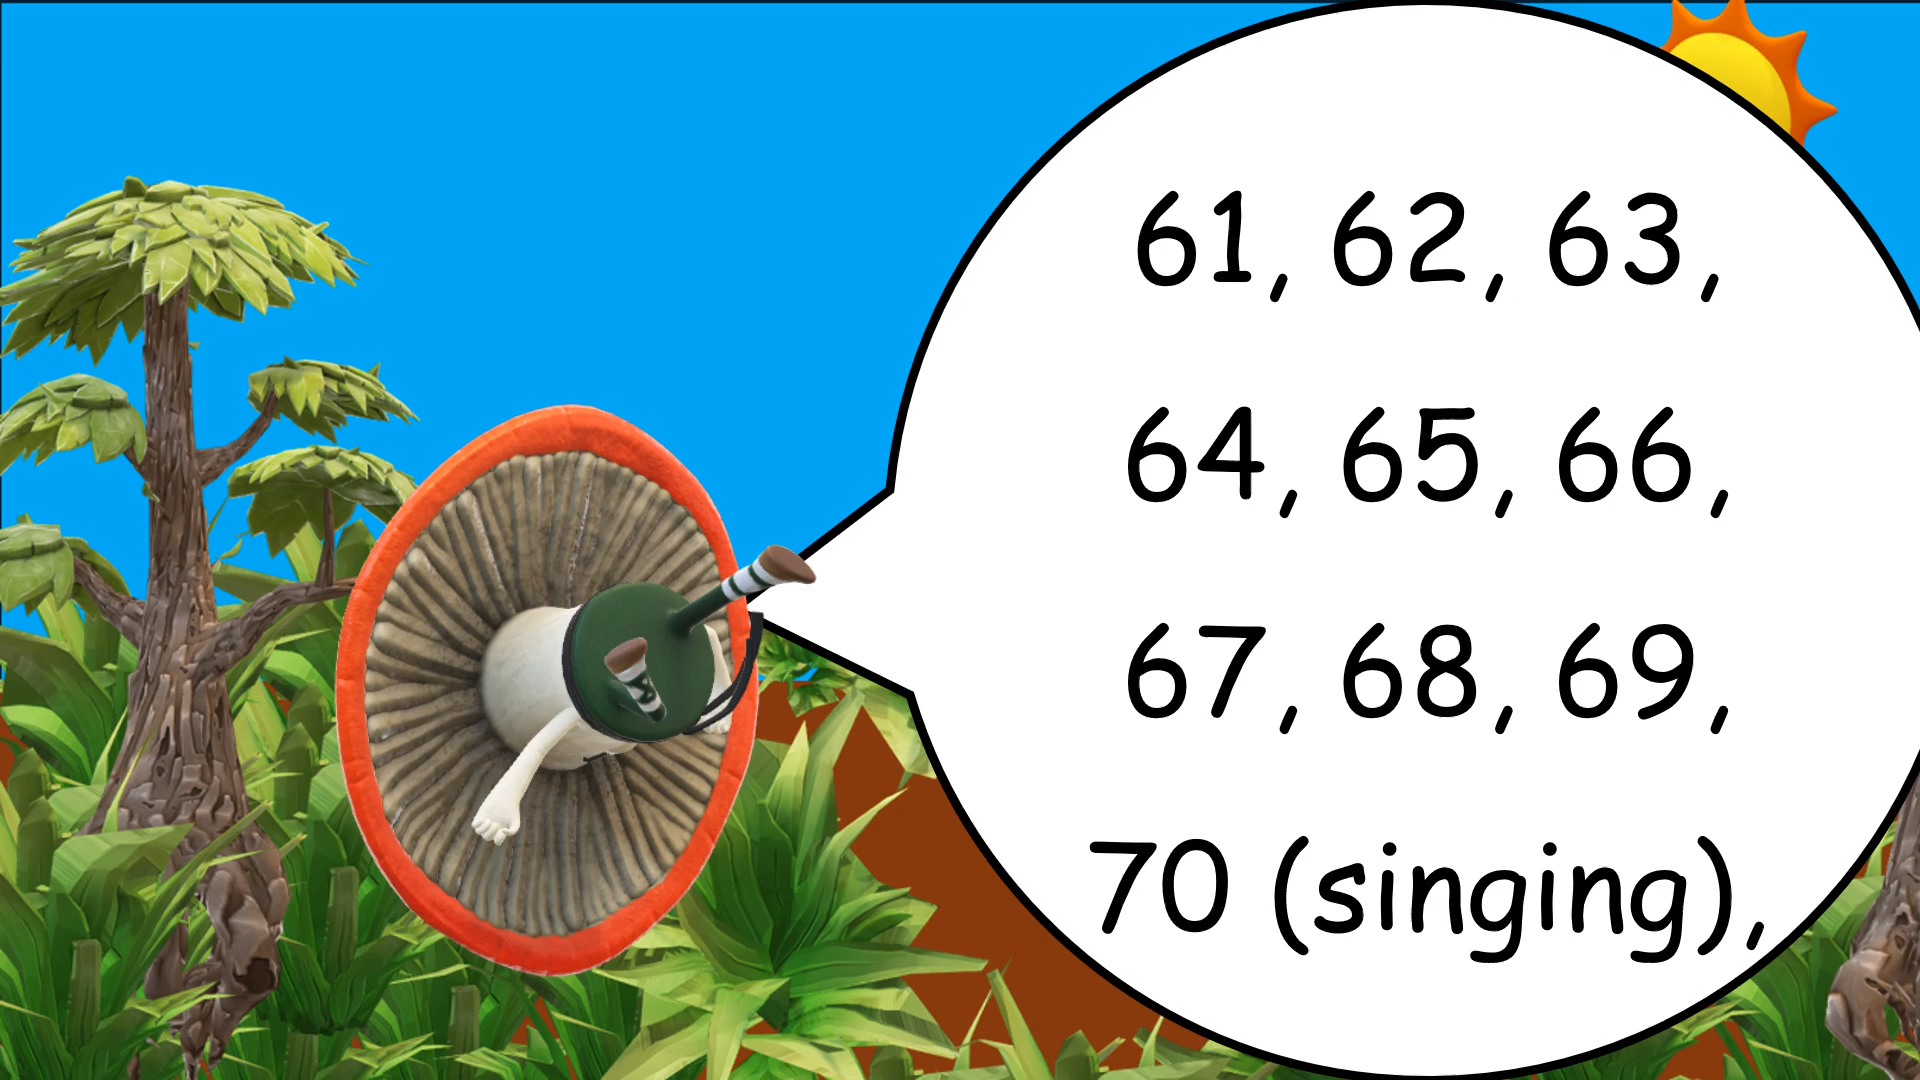 61, 62, 63,
64, 65, 66,
67, 68, 69,
70 (singing),